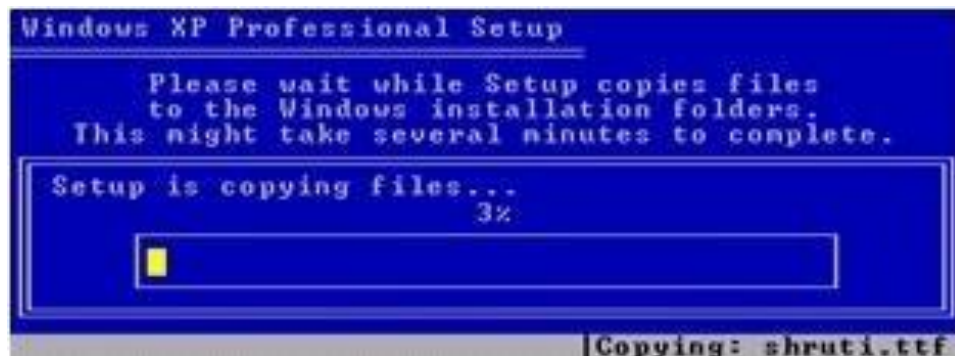 Windows XP Professional Setup
Please wait while Setup copies files
to the Windows installation folders.
This might take several minutes to complete.
Setup is copying files...
3%
|Copying: shruti.ttf